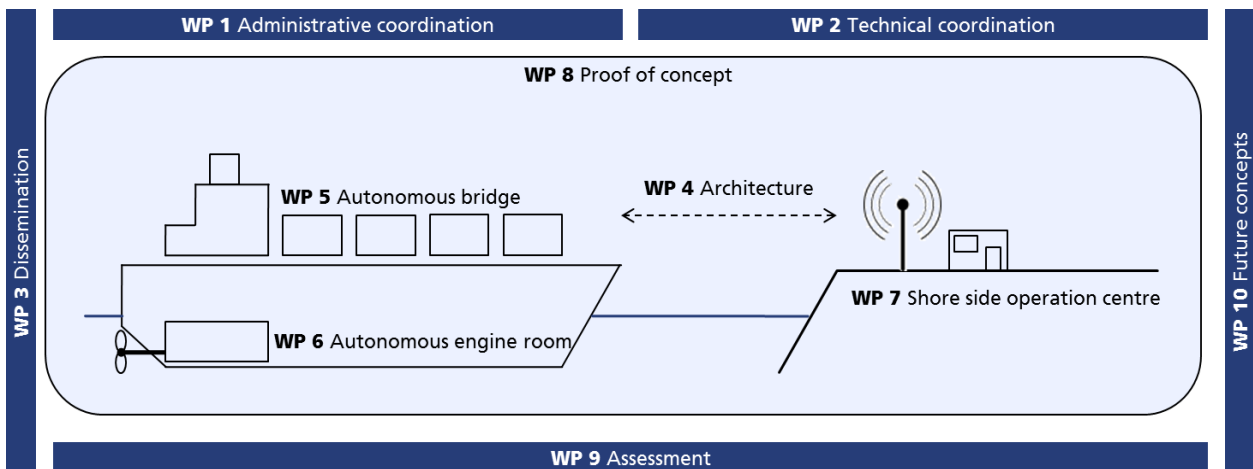 WP 1 Administrative coordination
WP 2 Technical coordination
WP 3 Dissemination
WP 8 Proof of concept
WP 5 Autonomous bridge
WP 4 Architecture
WP 7 Shore side operation centre
WP 6 Autonomous engine room
WP 10 Future concepts
WP 9 Assessment